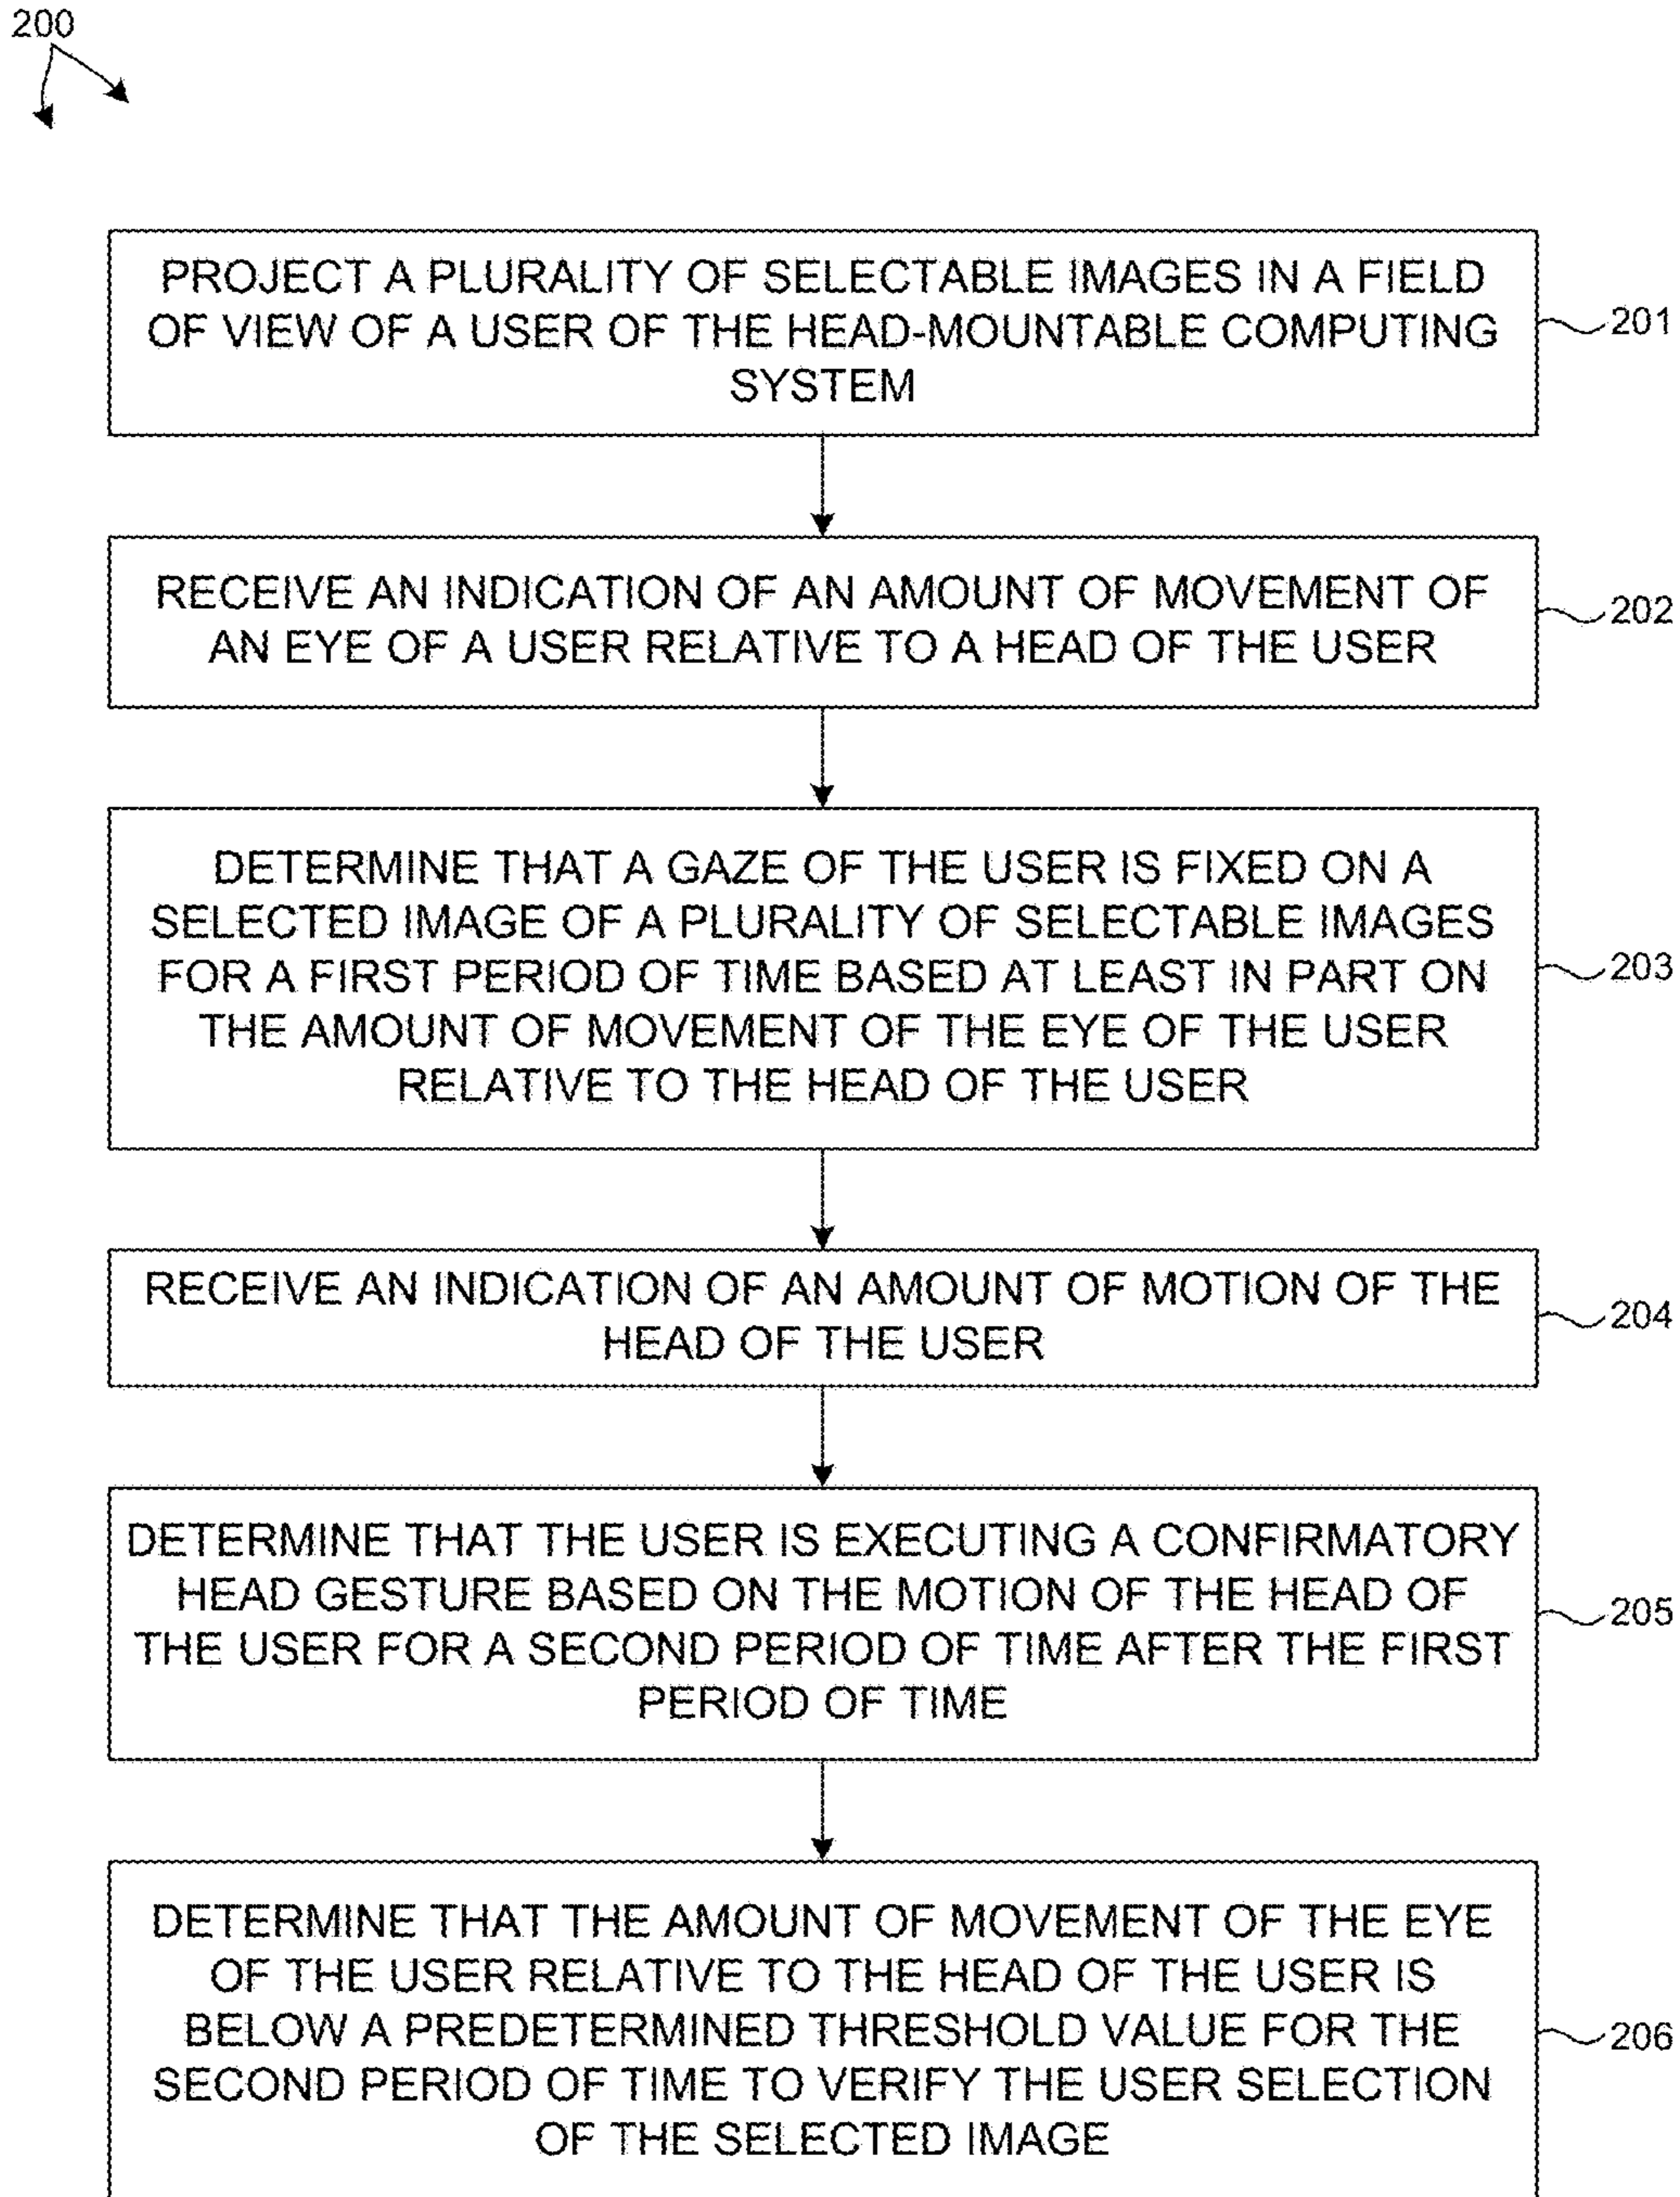 200
PROJECT A PLURALITY OF SELECTABLE IMAGES IN A FIELD
OF VIEW OF A USER OF THE HEAD-MOUNTABLE COMPUTING
SYSTEM
201
RECEIVE AN INDICATION OF AN AMOUNT OF MOVEMENT OF
AN EYE OF A USER RELATIVE TO A HEAD OF THE USER
202
DETERMINE THAT A GAZE OF THE USER IS FIXED ON A
SELECTED IMAGE OF A PLURALITY OF SELECTABLE IMAGES
FOR A FIRST PERIOD OF TIME BASED AT LEAST IN PART ON
THE AMOUNT OF MOVEMENT OF THE EYE OF THE USER
RELATIVE TO THE HEAD OF THE USER
203
RECEIVE AN INDICATION OF AN AMOUNT OF MOTION OF THE
HEAD OF THE USER
204
DETERMINE THAT THE USER IS EXECUTING A CONFIRMATORY
HEAD GESTURE BASED ON THE MOTION OF THE HEAD OF
THE USER FOR A SECOND PERIOD OF TIME AFTER THE FIRST
PERIOD OF TIME
205
DETERMINE THAT THE AMOUNT OF MOVEMENT OF THE EYE
OF THE USER RELATIVE TO THE HEAD OF THE USER IS
BELOW A PREDETERMINED THRESHOLD VALUE FOR THE
SECOND PERIOD OF TIME TO VERIFY THE USER SELECTION
OF THE SELECTED IMAGE
206